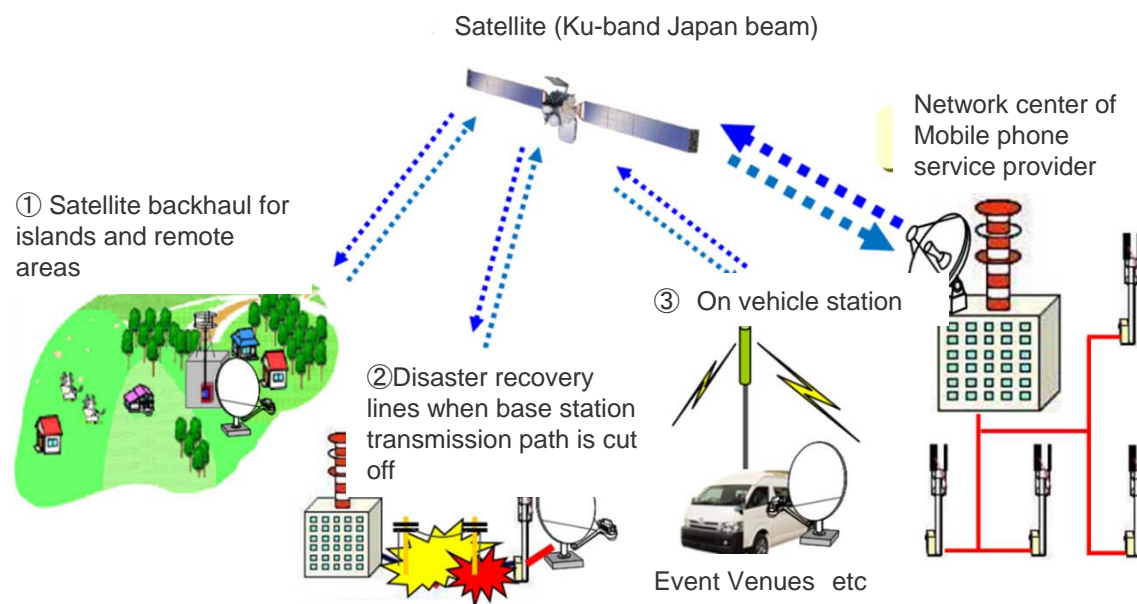 Satellite (Ku-band Japan beam)
Network center of
Mobile phone
service provider
① Satellite backhaul for
islands and remote
areas
②Disaster recovery
lines when base station
transmission path is cut
off
③ On vehicle station
Event Venues etc